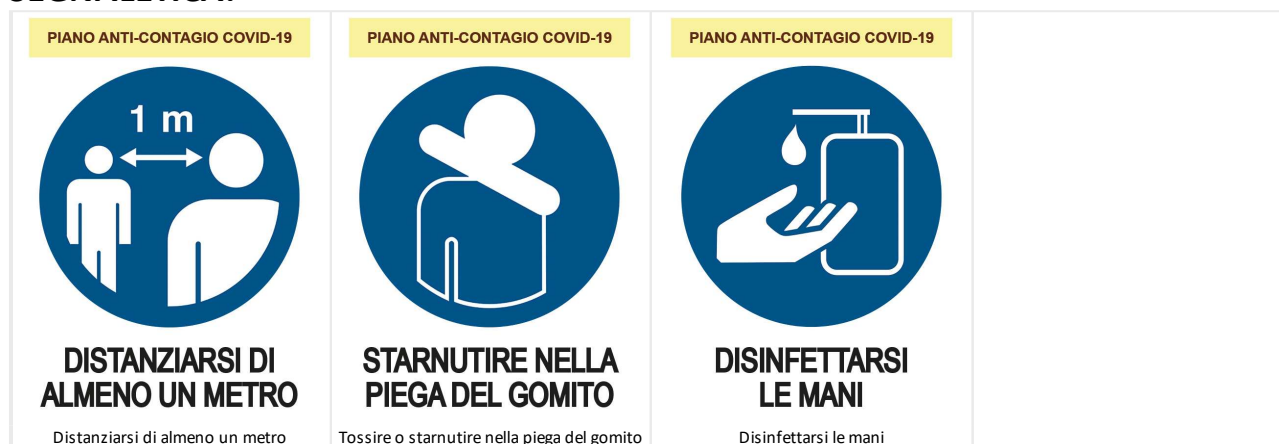 PIANO ANTI-CONTAGIO COVID-19
1 m
DISTANZIARSI DI
ALMENO UN METRO
Distanziarsi di almeno un metro
PIANO ANTI-CONTAGIO COVID-19
STARNUTIRE NELLA
PIEGA DEL GOMITO
Tossire o starnutire nella piega del gomito
PIANO ANTI-CONTAGIO COVID-19
DISINFETTARSI
LE MANI
Disinfettarsi le mani